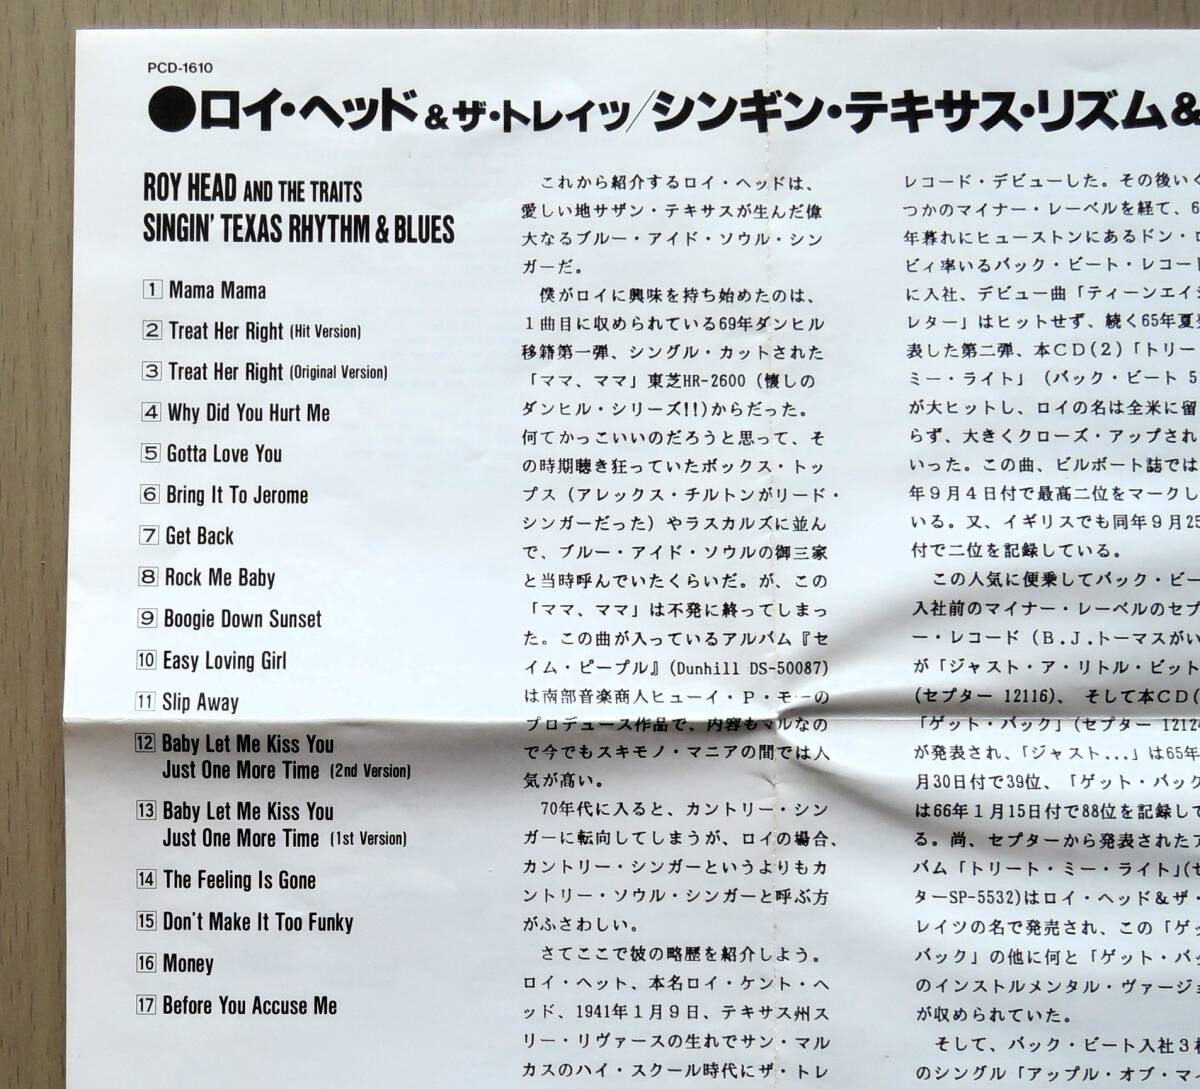 PCD-1610
●ロイ・ヘッド&ザ・トレイツ/シンギン・テキサス・リズム&
ROY HEAD AND THE TRAITS
SINGIN' TEXAS RHYTHM & BLUES
1 Mama Mama
2 Treat Her Right (Hit Version)
3 Treat Her Right (Original Version)
4 Why Did You Hurt Me
5 Gotta Love You
6 Bring It To Jerome
7 Get Back
8 Rock Me Baby
9 Boogie Down Sunset
10 Easy Loving Girl
11 Slip Away
12 Baby Let Me Kiss You
Just One More Time (2nd Version)
13 Baby Let Me Kiss You
Just One More Time (1st Version)
14 The Feeling Is Gone
15 Don't Make It Too Funky
16 Money
17 Before You Accuse Me
これから紹介するロイ・ヘッドは、
愛しい地サザン・テキサスが生んだ偉
大なるブルー・アイド・ソウル・シン
ガーだ。
僕がロイに興味を持ち始めたのは、
1曲目に収められている69年ダンヒル
移籍第一弾、シングル・カットされた
「ママ、ママ」東芝HR-2600(懐しの
ダンヒル・シリーズ!!)からだった。
何てかっこいいのだろうと思って、そ
の時期聴き狂っていたボックス・トッ
プス(アレックス・チルトンがリード・
シンガーだった)やラスカルズに並ん
で、ブルー・アイド・ソウルの御三家
と当時呼んでいたくらいだ。が、この
「ママ、ママ」は不発に終ってしまっ
た。この曲が入っているアルバム『セ
イム・ピープル』(Dunhill DS-50087)
は南部音楽商人ヒューイ・P・モーの
プロデュース作品で、内容もマルなの
で今でもスキモノ・マニアの間では人
気が高い。
70年代に入ると、カントリー・シン
ガーに転向してしまうが、ロイの場合、
カントリー・シンガーというよりもカ
ントリー・ソウル・シンガーと呼ぶ方
がふさわしい。
さてここで彼の略歴を紹介しよう。
ロイ・ヘット、本名ロイ・ケント・ヘ
ッド、1941年1月9日、テキサス州ス
リー・リヴァースの生れでサン・マル
カスのハイ・スクール時代にザ・トレ
レコード・デビューした。その後いく
つかのマイナー・レーベルを経て、6
年暮れにヒューストンにあるドン・ロ
ビィ率いるバック・ビート・レコード
に入社、デビュー曲「ティーンエイジ
レター」はヒットせず、続く65年夏発
表した第二弾、本CD(2)「トリー
ミー・ライト」(バック・ビート 5
が大ヒットし、ロイの名は全米に留
らず、大きくクローズ・アップされ
いった。この曲、ビルボート誌では
年9月4日付で最高二位をマークし
いる。又、イギリスでも同年9月25
付で二位を記録している。
この人気に便乗してバック・ビー
入社前のマイナー・レーベルのセプ
ー・レコード(B.J.トーマスがい
が「ジャスト・ア・リトル・ビット
(セプター 12116)、そして本CD(
「ゲット・バック」(セプター 12124
が発表され、「ジャスト...」は65年
月30日付で39位、「ゲット・バック
は66年1月15日付で88位を記録して
る。尚、セプターから発表されたア
バム「トリート・ミー・ライト」(セ
ターSP-5532)はロイ・ヘッド&ザ・
レイツの名で発売され、この「ゲッ
バック」の他に何と「ゲット・バッ
のインストルメンタル・ヴァージョ
が収められていた。
そして、バック・ビート入社3枚
のシングル「アップル・オブ・マイ